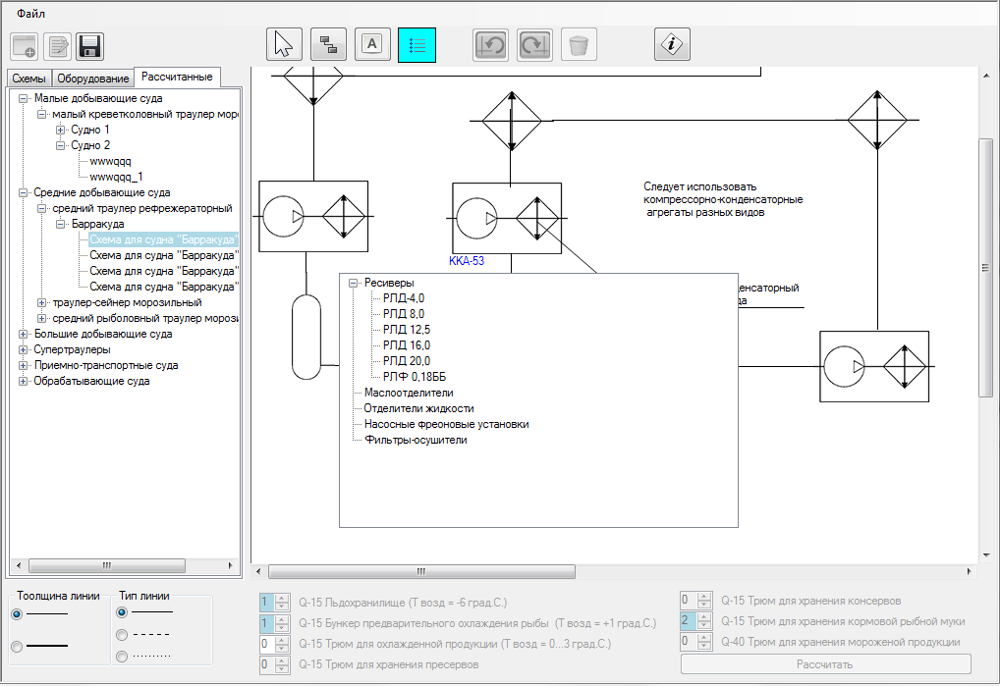 Файл
A
i
Схемы
Оборудование
Рассчитанные
Малые добывающие суда
малый креветколовный траулер моро
Судно 1
Судно 2
wwwqqq
wwwqqq_1
Средние добывающие суда
средний траулер рефрежераторный
Барракуда
Схема для судна "Барракуда"
Схема для судна "Барракуда"
Схема для судна "Барракуда"
Схема для судна "Барракуда"
траулер-сейнер морозильный
средний рыболовный траулер морози
Большие добывающие суда
Супертраулеры
Приемно-транспортные суда
Обрабатывающие суда
Следует использовать
компрессорно-конденсаторные
агрегаты разных видов
ККА-53
денсаторный
да
Ресиверы
РЛД-4,0
РЛД 8,0
РЛД 12,5
РЛД 16,0
РЛД 20,0
РЛФ 0,18ББ
Маслоотделители
Отделители жидкости
Насосные фреоновые установки
Фильтры-осушители
Тоолщина линии
Тип линии
1 Q-15 Льдохранилище (Т возд = -6 град.С.)
1 Q-15 Бункер предварительного охлаждения рыбы (Т возд = +1 град.С.)
0 Q-15 Трюм для охлажденной продукции (Т возд = 0...3 град.С.)
0 Q-15 Трюм для хранения пресервов
0 Q-15 Трюм для хранения консервов
2 Q-15 Трюм для хранения кормовой рыбной муки
0 Q-40 Трюм для хранения мороженой продукции
Рассчитать